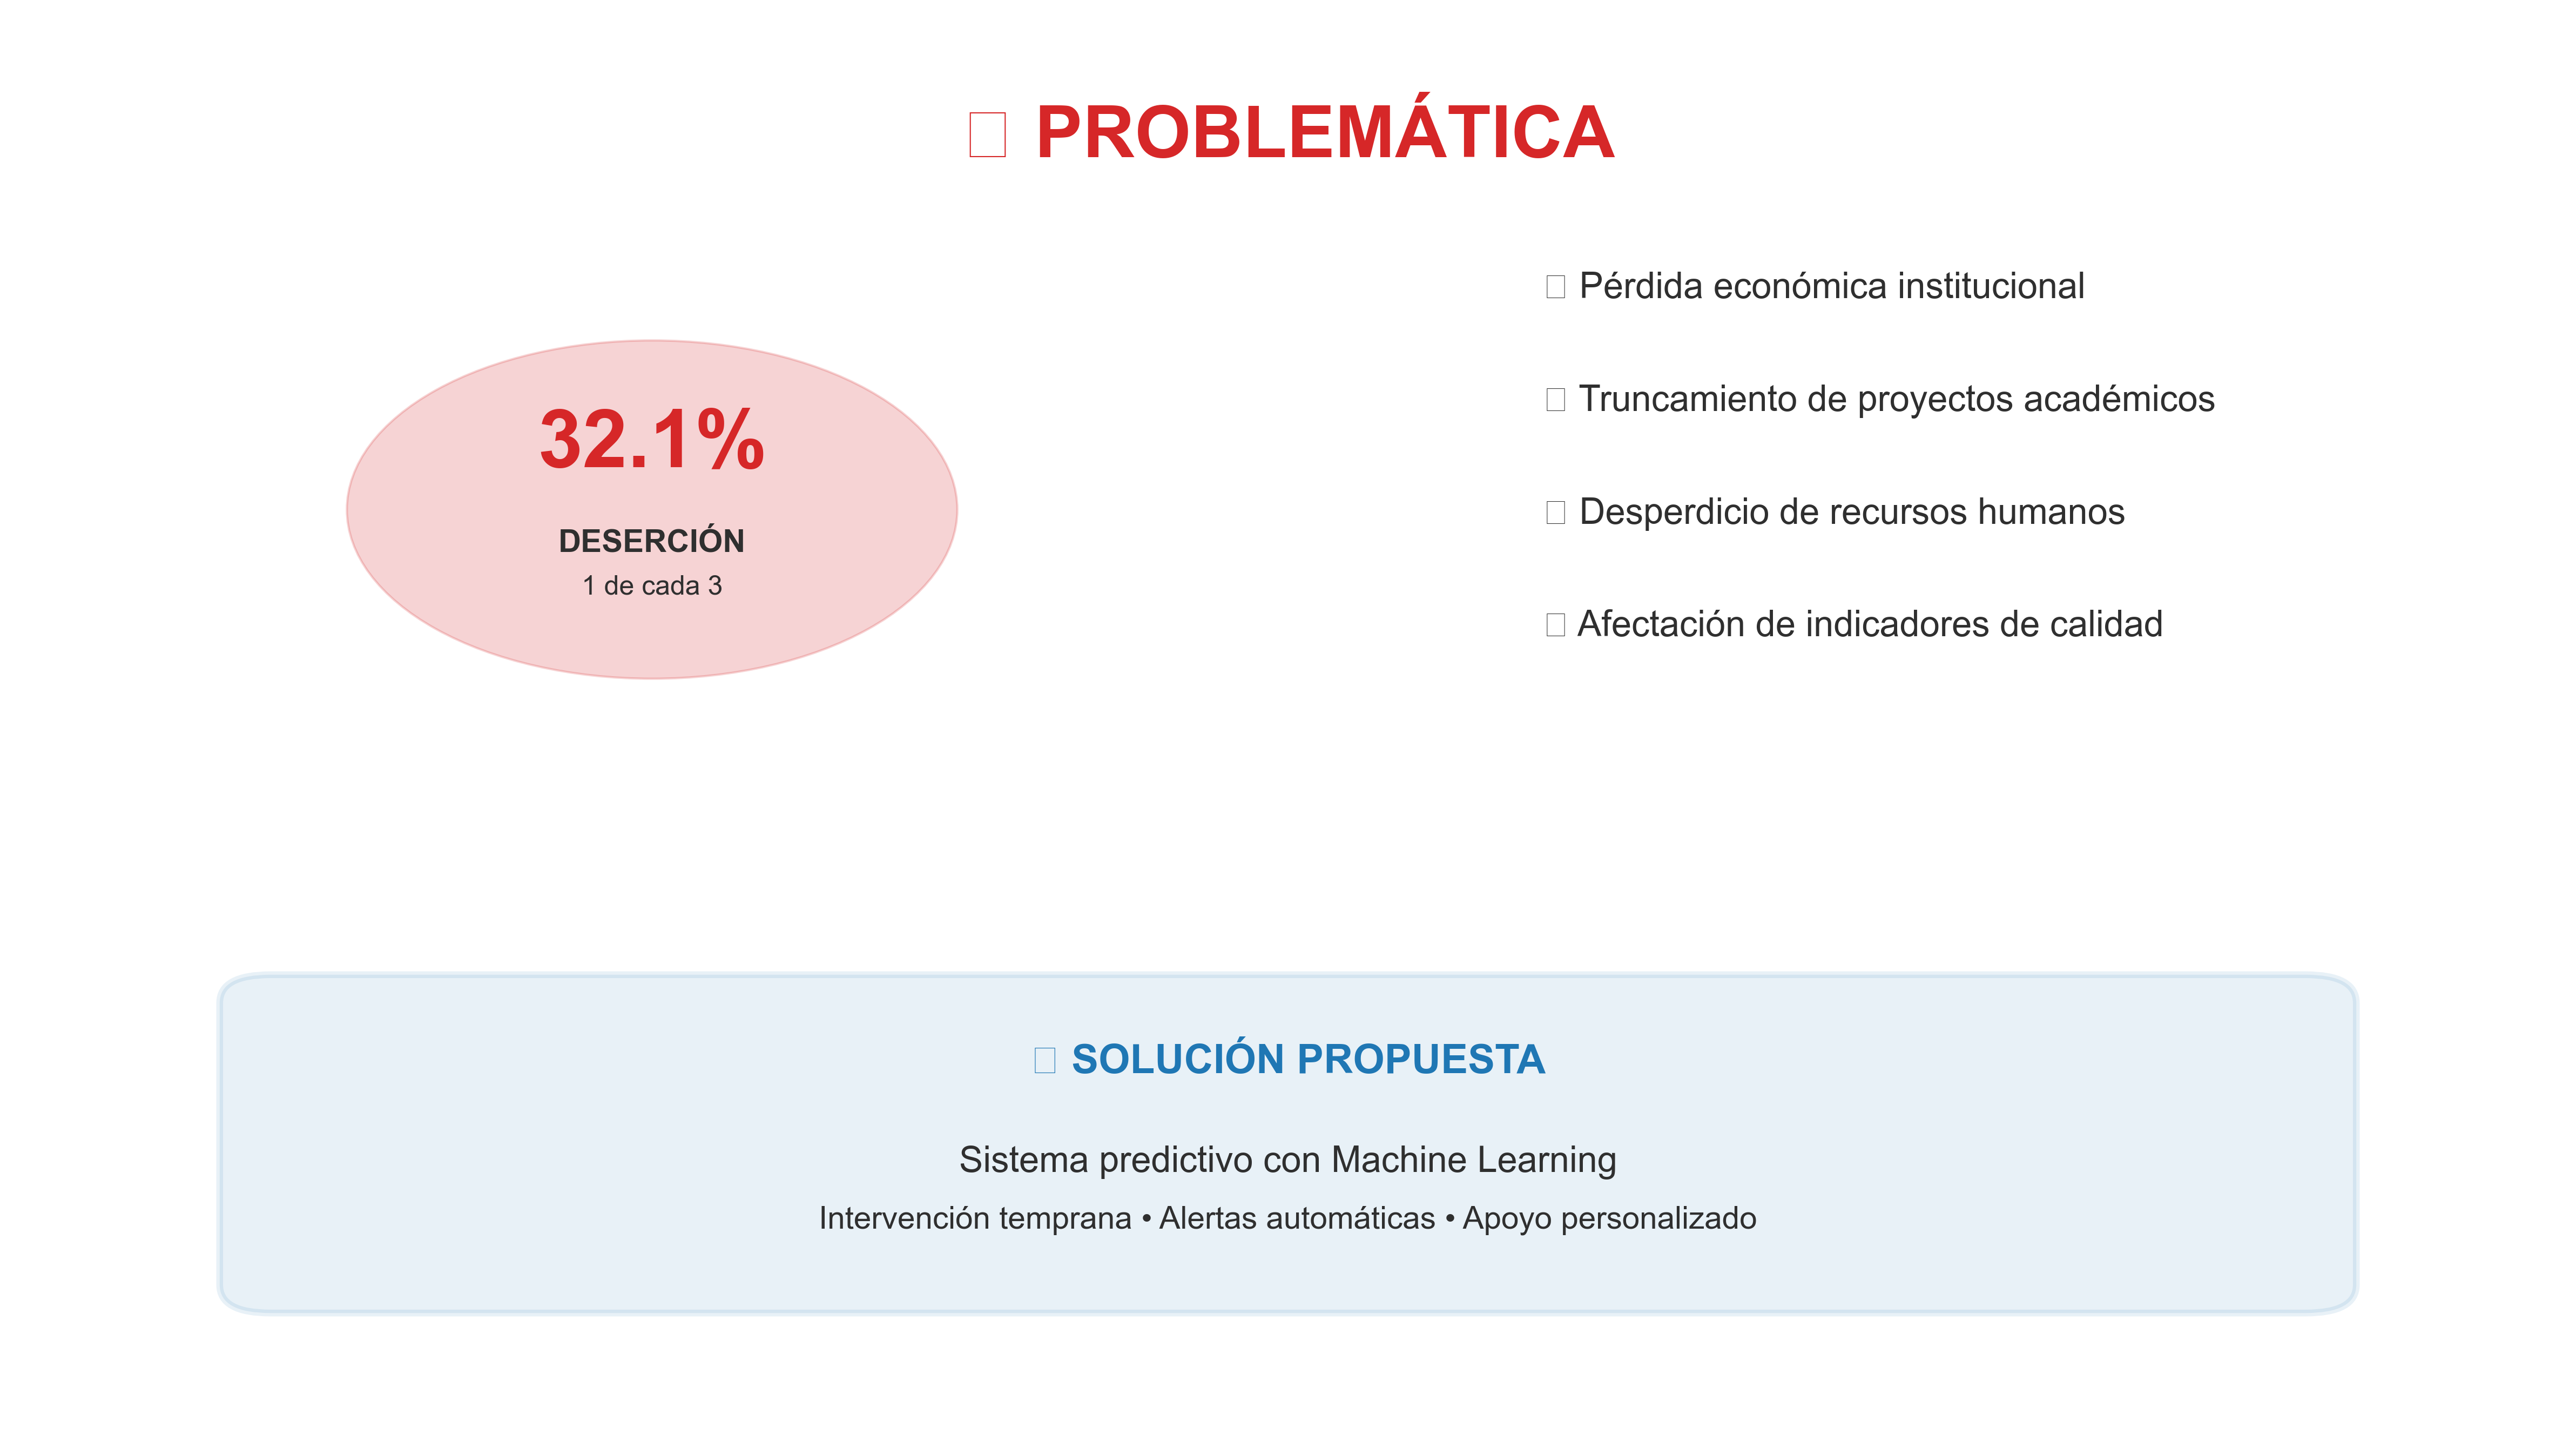 PROBLEMÁTICA
32.1%
DESERCIÓN
1 de cada 3
Pérdida económica institucional
Truncamiento de proyectos académicos
Desperdicio de recursos humanos
Afectación de indicadores de calidad
SOLUCIÓN PROPUESTA
Sistema predictivo con Machine Learning
Intervención temprana • Alertas automáticas • Apoyo personalizado